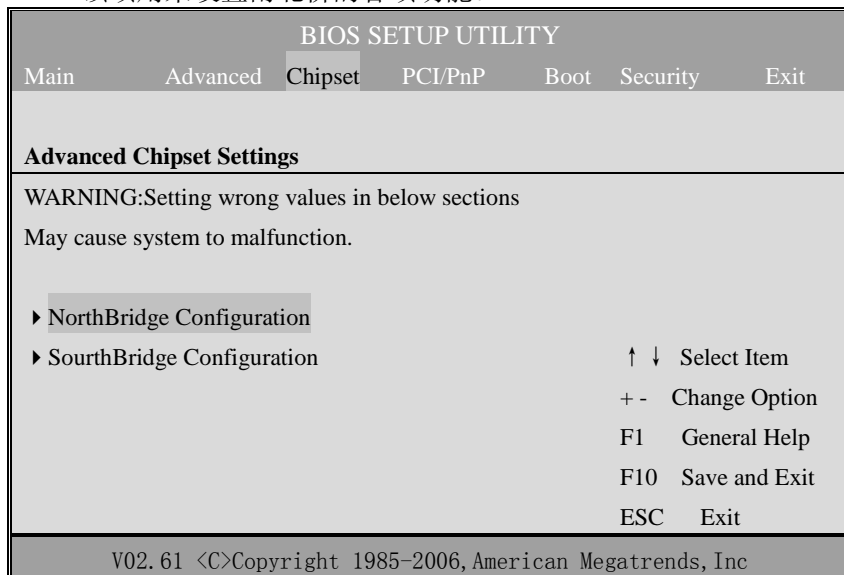 BIOS SETUP UTILITY
Main Advanced Chipset PCI/PnP Boot Security Exit
Advanced Chipset Settings
WARNING:Setting wrong values in below sections
May cause system to malfunction.
NorthBridge Configuration
SourthBridge Configuration
↑ ↓ Select Item
+ - Change Option
F1 General Help
F10 Save and Exit
ESC Exit
V02.61 <C>Copyright 1985-2006,American Megatrends,Inc